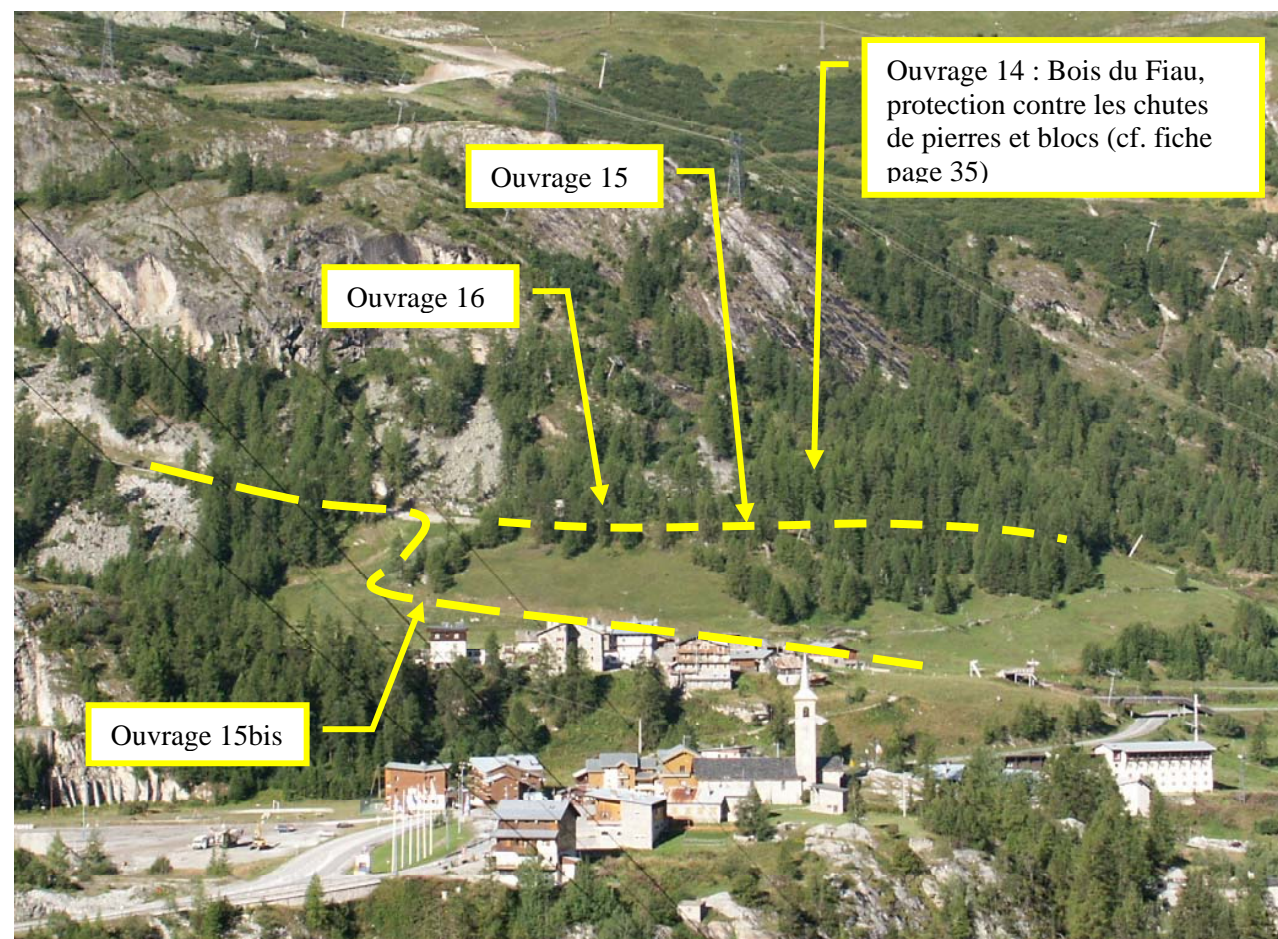 Ouvrage 14 : Bois du Fiau,
protection contre les chutes
de pierres et blocs (cf. fiche
page 35)
Ouvrage 15
Ouvrage 16
Ouvrage 15bis